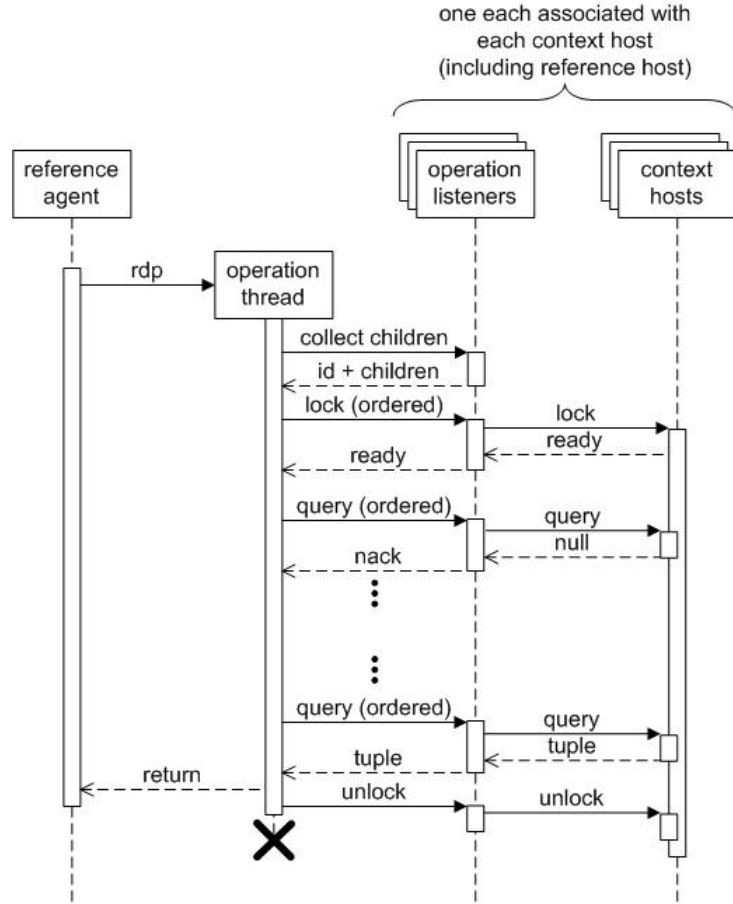 one each associated with
each context host
(including reference host)
reference
agent
operation
listeners
context
hosts
rdp
operation
thread
collect children
id + children
lock (ordered)
lock
ready
ready
query (ordered)
query
null
nack
query (ordered)
query
tuple
tuple
return
unlock
unlock